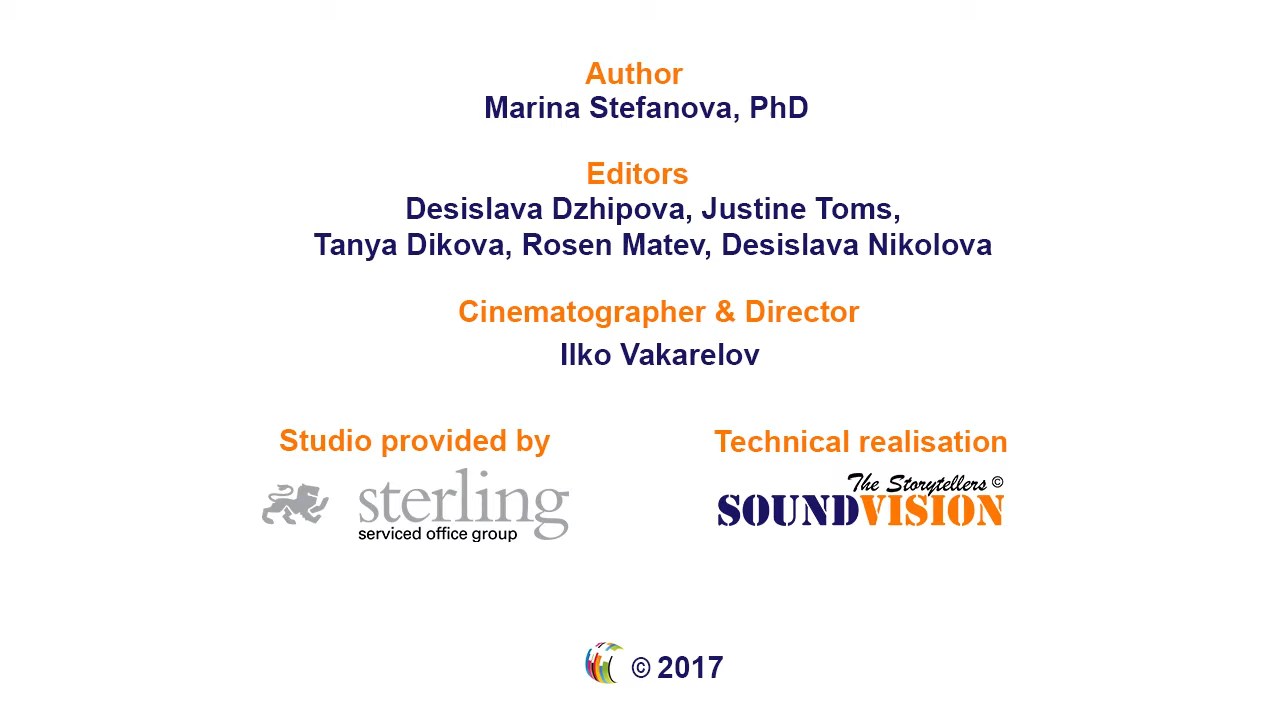 Author
Marina Stefanova, PhD
Editors
Desislava Dzhipova, Justine Toms,
Tanya Dikova, Rosen Matev, Desislava Nikolova
Cinematographer & Director
Ilko Vakarelov
Studio provided by
sterling
serviced office group
Technical realisation
The Storytellers ©
SOUNDVISION
© 2017